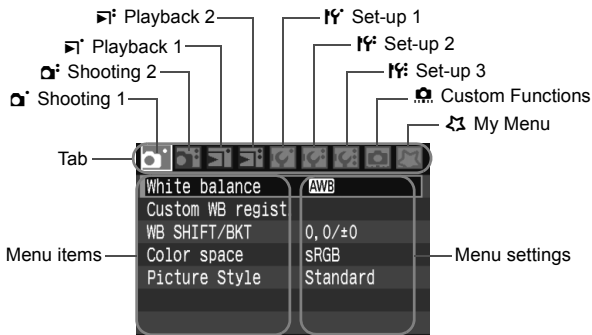 Playback 2
Set-up 1
Playback 1
Set-up 2
Shooting 2
Set-up 3
Shooting 1
Custom Functions
My Menu
Tab
White balance AWB
Custom WB regist
WB SHIFT/BKT 0,0/±0
Menu items
Color space sRGB
Menu settings
Picture Style Standard